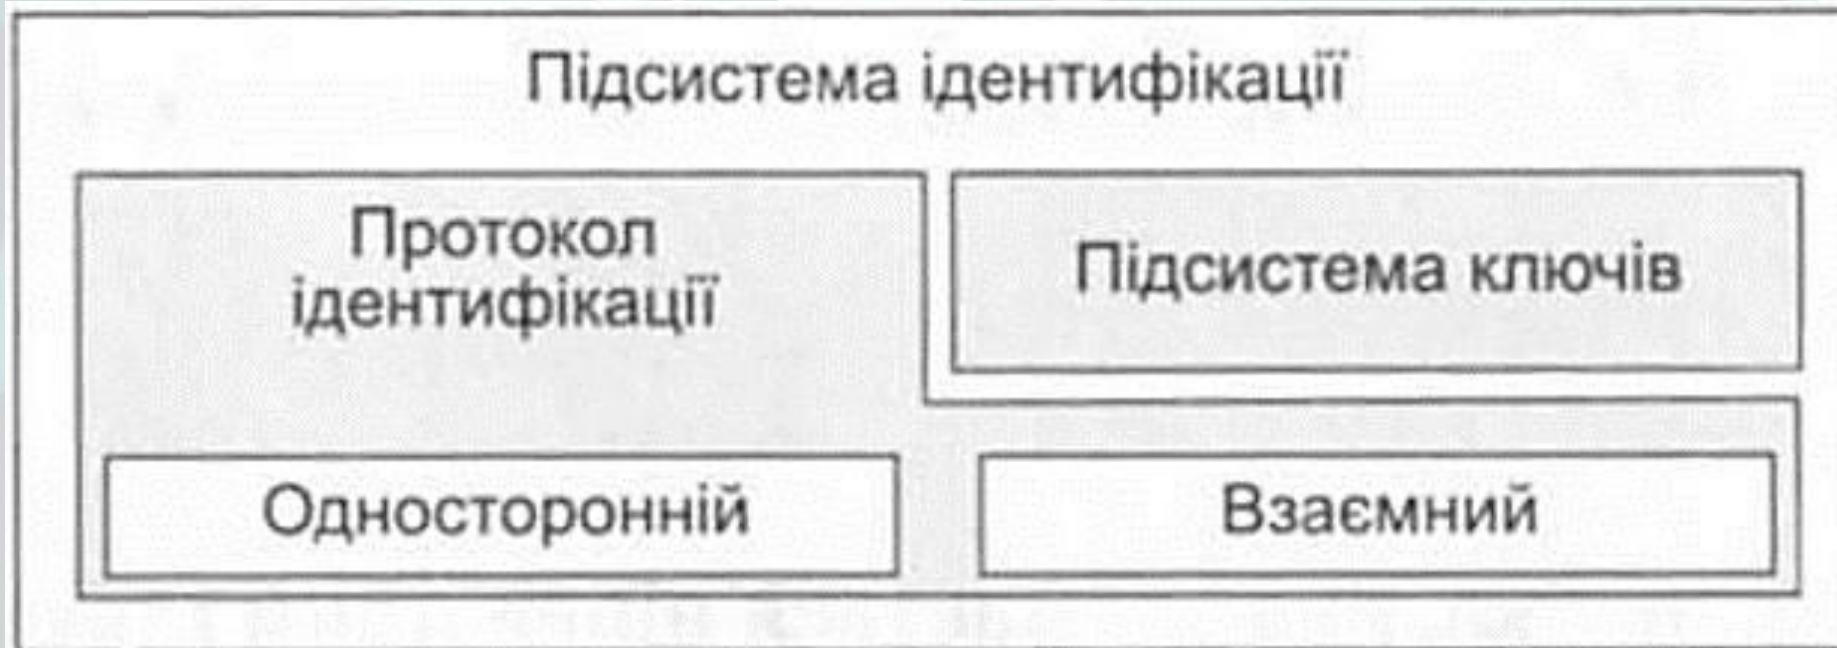 Підсистема ідентифікації
Протокол
ідентифікації
Підсистема ключів
Односторонній
Взаємний